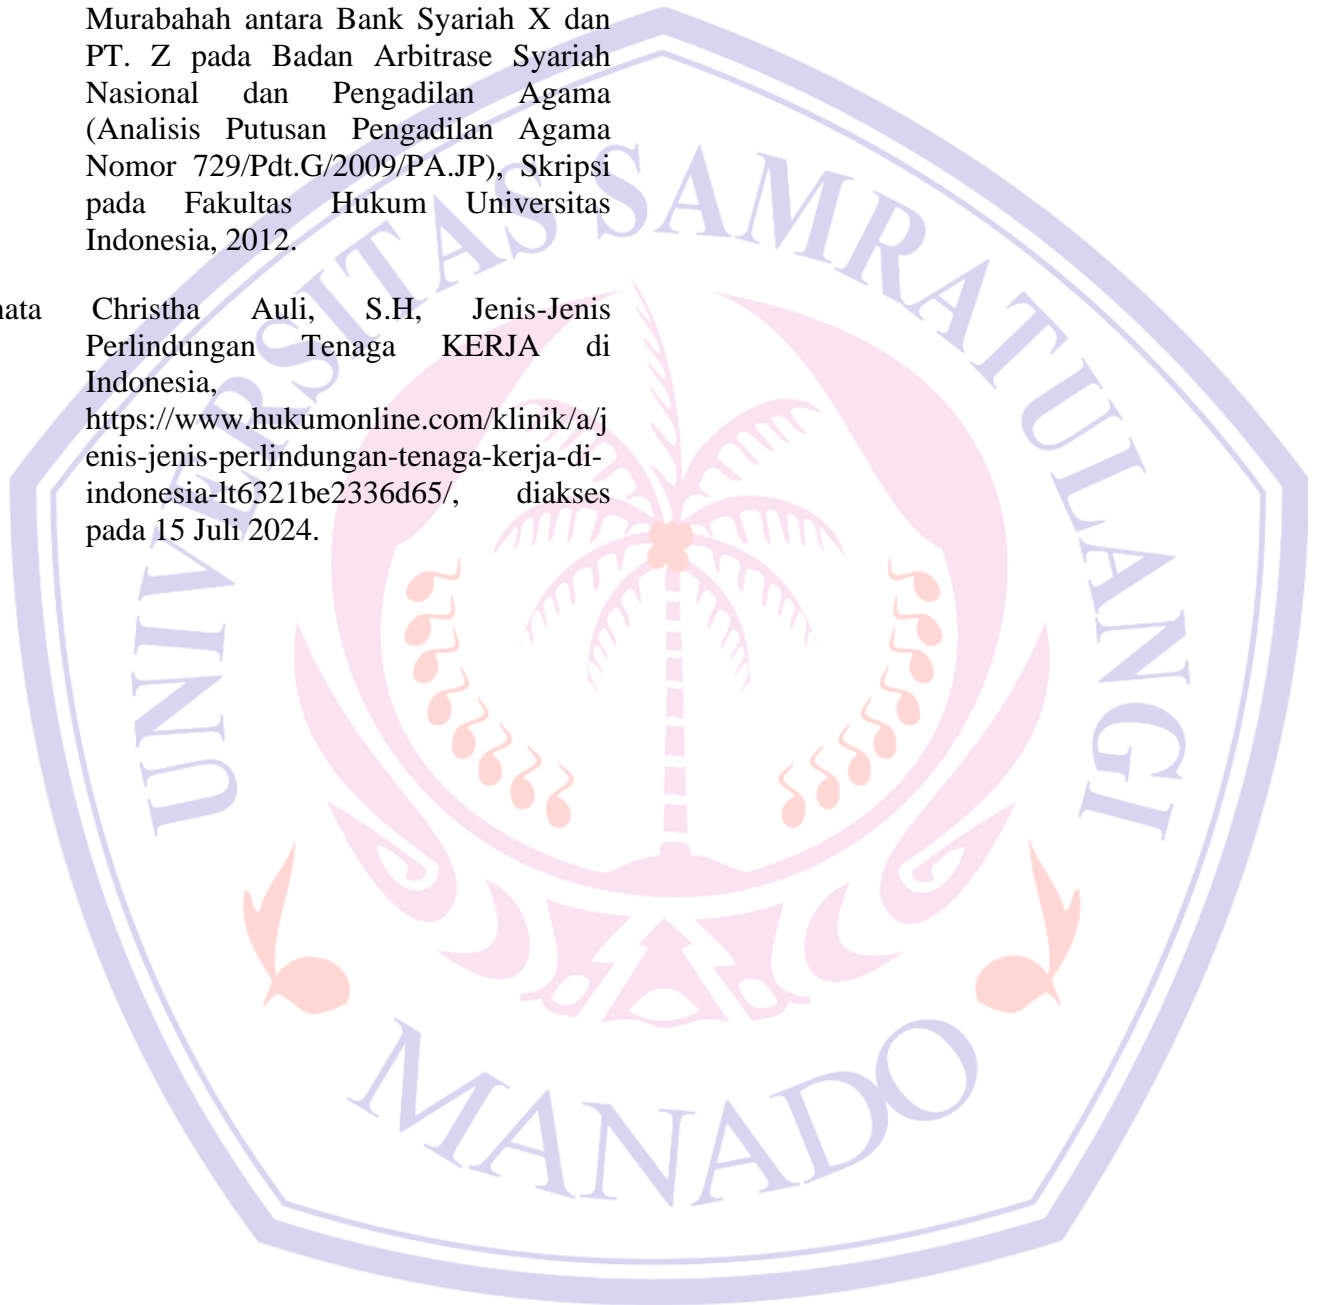 Murabahah antara Bank Syariah X dan
PT. Z pada Badan Arbitrase Syariah
Nasional dan Pengadilan Agama
(Analisis Putusan Pengadilan Agama
Nomor 729/Pdt.G/2009/PA.JP), Skripsi
pada Fakultas Hukum Universitas
Indonesia, 2012.
nata Christha Auli, S.H, Jenis-Jenis
Perlindungan Tenaga KERJA di
Indonesia,
https://www.hukumonline.com/klinik/a/j
enis-jenis-perlindungan-tenaga-kerja-di-
indonesia-lt6321be2336d65/, diakses
pada 15 Juli 2024.
UNIVERSITAS SAM RATULANGI
MANADO